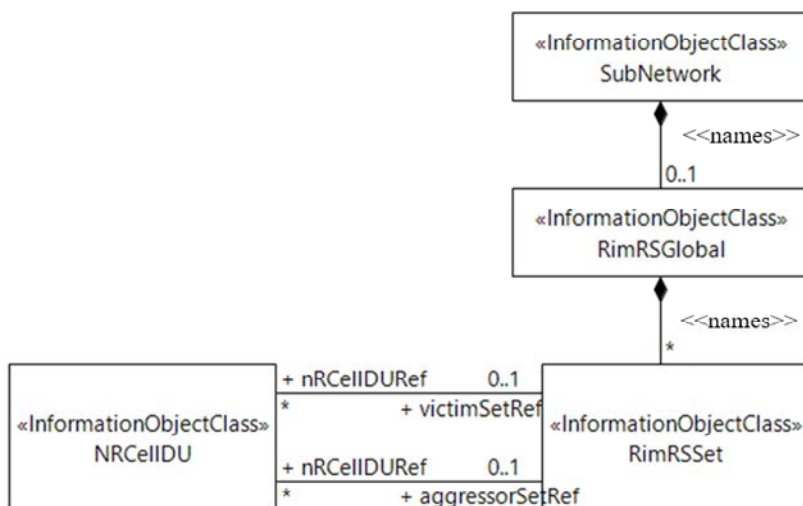 «InformationObjectClass»
SubNetwork
<<names>>
0..1
«InformationObjectClass»
RimRSGlobal
<<names>>
*
+ nRCellDURef 0..1
* + victimSetRef
«InformationObjectClass»
NRCellDU
«InformationObjectClass»
RimRSSet
+ nRCellDURef 0..1
* + aggressorSetRef